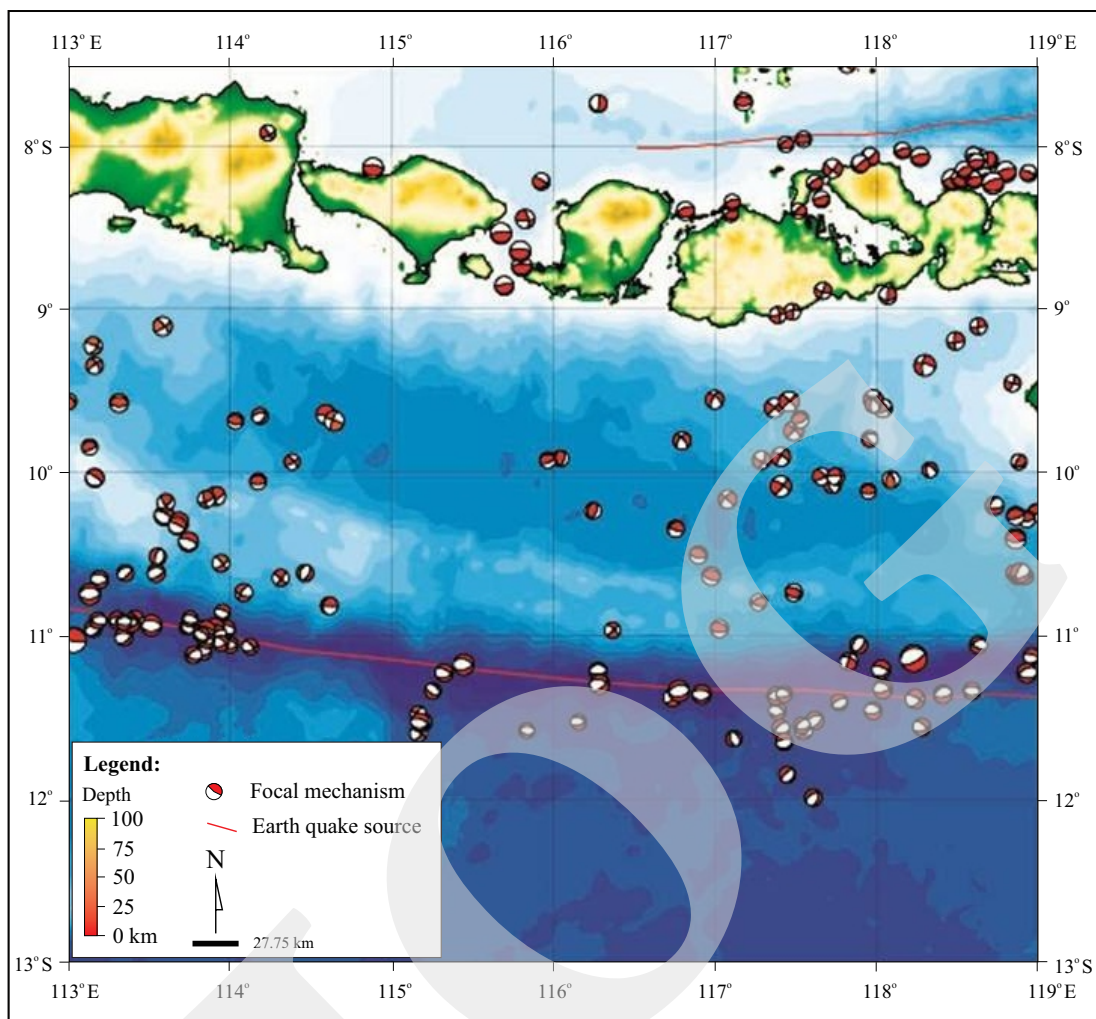 113° E 114° 115° 116° 117° 118° 119° E
8° S 8° S
9° 9°
10° 10°
11° 11°
Legend:
Depth
Focal mechanism
100
75
50
25
0 km
Earth quake source
N
27.75 km
12° 12°
13° S 13° S
113° E 114° 115° 116° 117° 118° 119° E
G
O